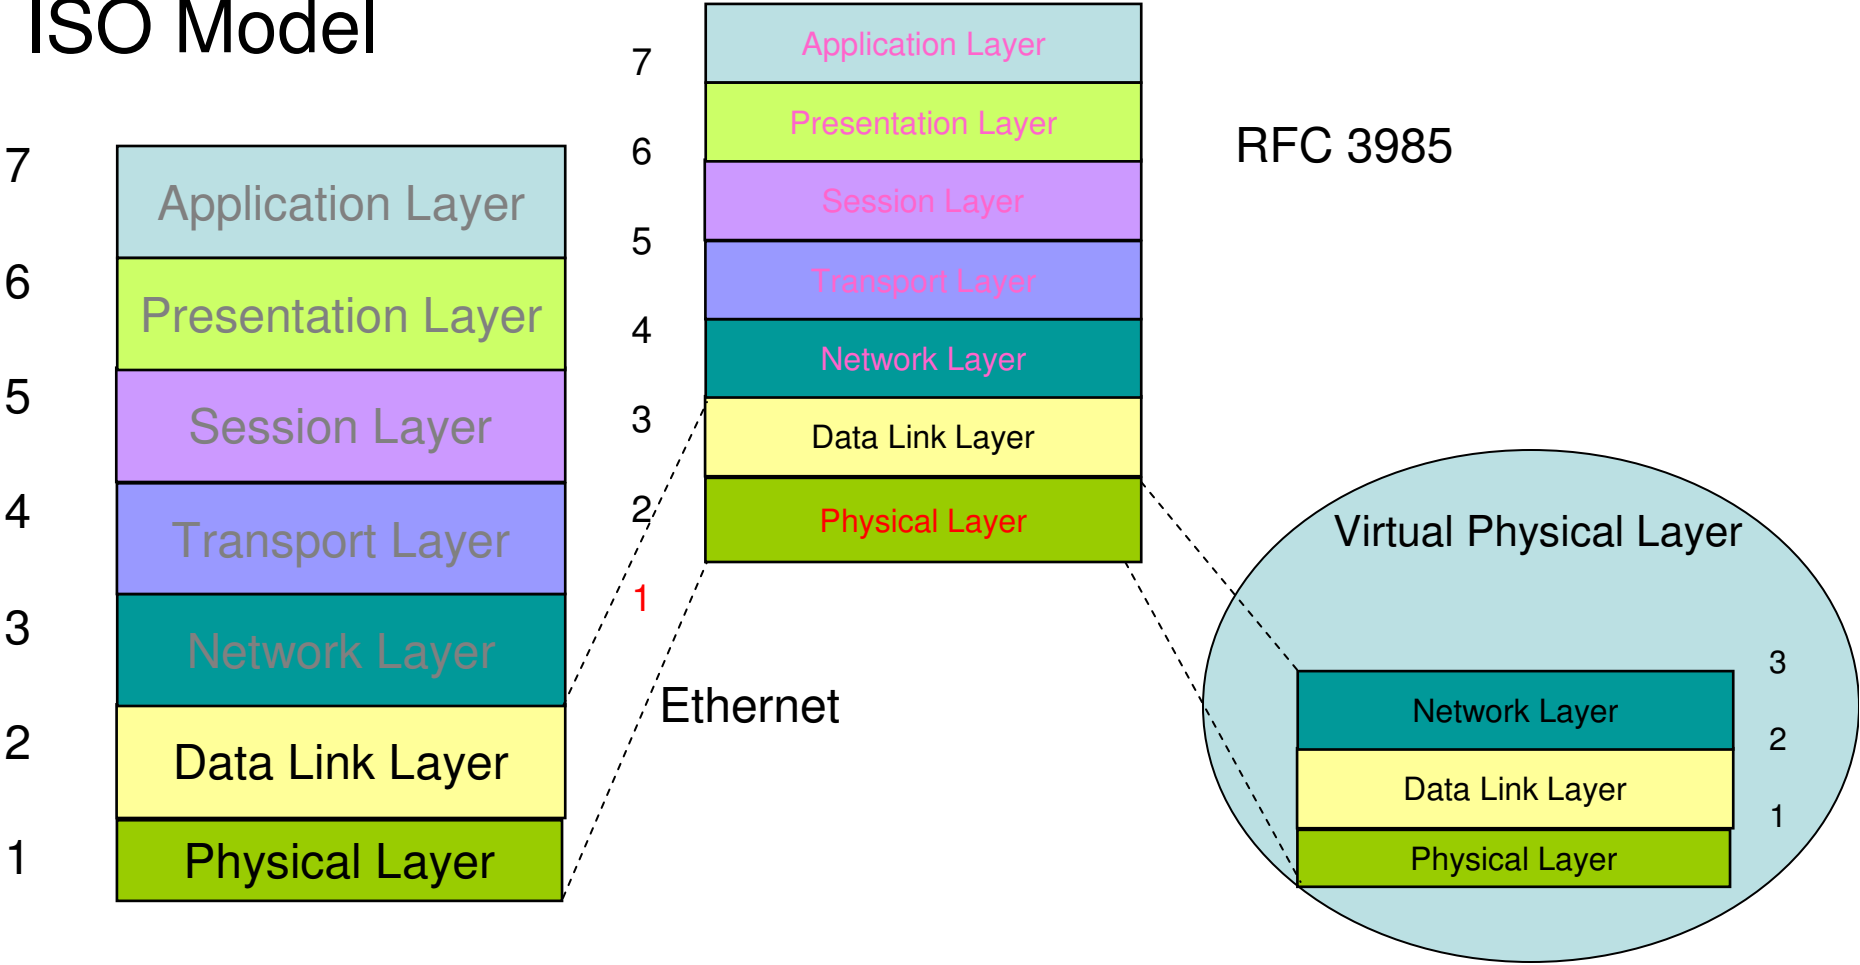 ISO Model
7
Application Layer
6
Presentation Layer
5
Session Layer
4
Transport Layer
3
Network Layer
2
Data Link Layer
1
Physical Layer
7
Application Layer
6
Presentation Layer
5
Session Layer
4
Transport Layer
Network Layer
3
Data Link Layer
2
Physical Layer
1
Ethernet
RFC 3985
Virtual Physical Layer
3
Network Layer
2
Data Link Layer
1
Physical Layer